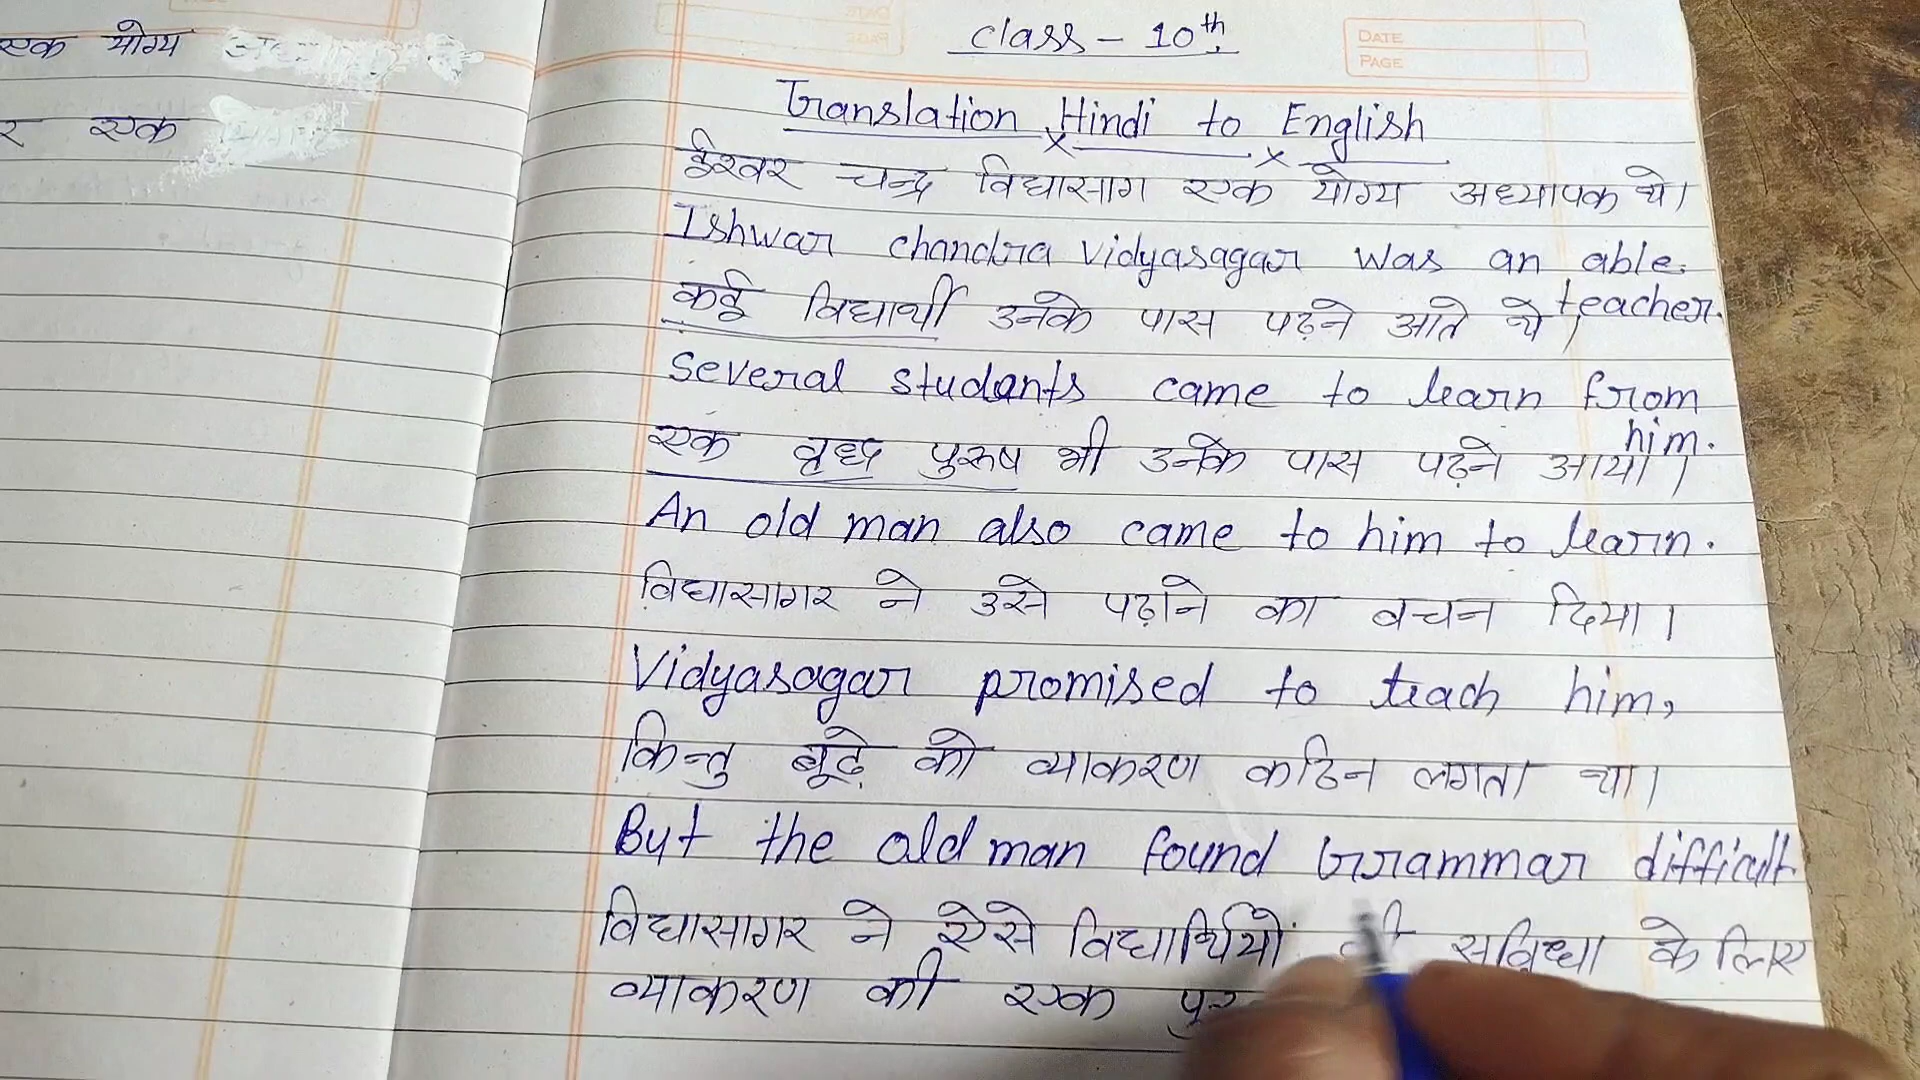 एक योग्य
र एक
class - 10th
DATE
PAGE
Translation Hindi to English
ईश्वर चन्द्र विद्यासाग एक योग्य अध्यापक थे।
Ishwar chandra Vidyasagar was an able
teacher.
कई विद्यार्थी उनके पास पढ़ने आते थे।
Several students came to learn from
him.
एक वृध्द पुरूष भी उनके पास पढ़ने आया।
An old man also came to him to learn.
विद्यासागर ने उसे पढ़ाने का बचन दिया।
Vidyasagar promised to teach him,
किन्तु बूढ़े को व्याकरण कठिन लगता था।
But the old man found Grammar difficult
विद्यासागर ने ऐसे विद्यार्थियों की सुविधा के लिए
व्याकरण की एक